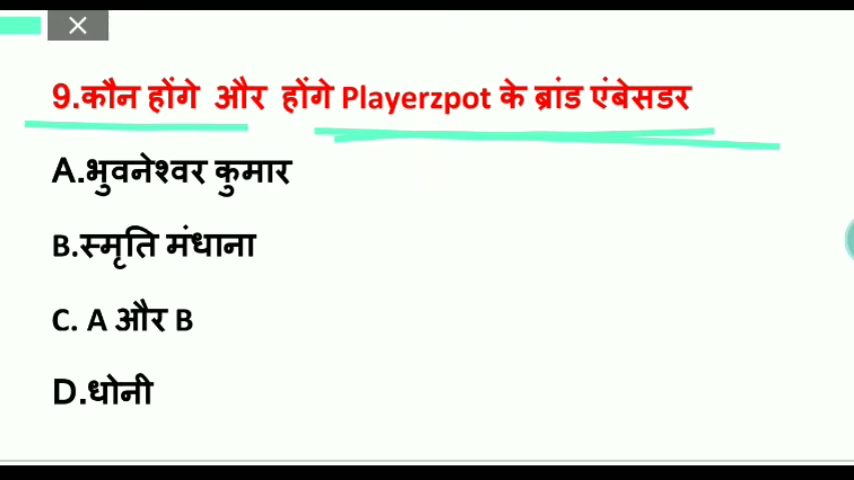 9.कौन होंगे और होंगे Playerzpot के ब्रांड एंबेसडर
A.भुवनेश्वर कुमार
B.स्मृति मंधाना
C. A और B
D.धोनी